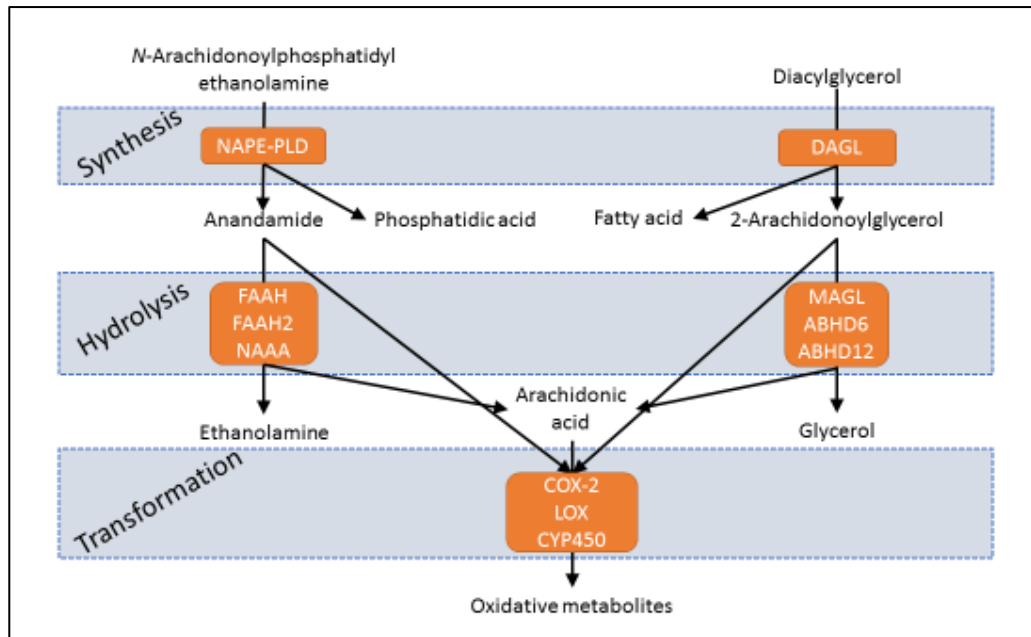 N-Arachidonoylphosphatidyl
ethanolamine
Diacylglycerol
Synthesis
NAPE-PLD
DAGL
Anandamide
Phosphatidic acid
Fatty acid
2-Arachidonoylglycerol
Hydrolysis
FAAH
FAAH2
NAAA
MAGL
ABHD6
ABHD12
Arachidonic
acid
Ethanolamine
Glycerol
Transformation
COX-2
LOX
CYP450
Oxidative metabolites